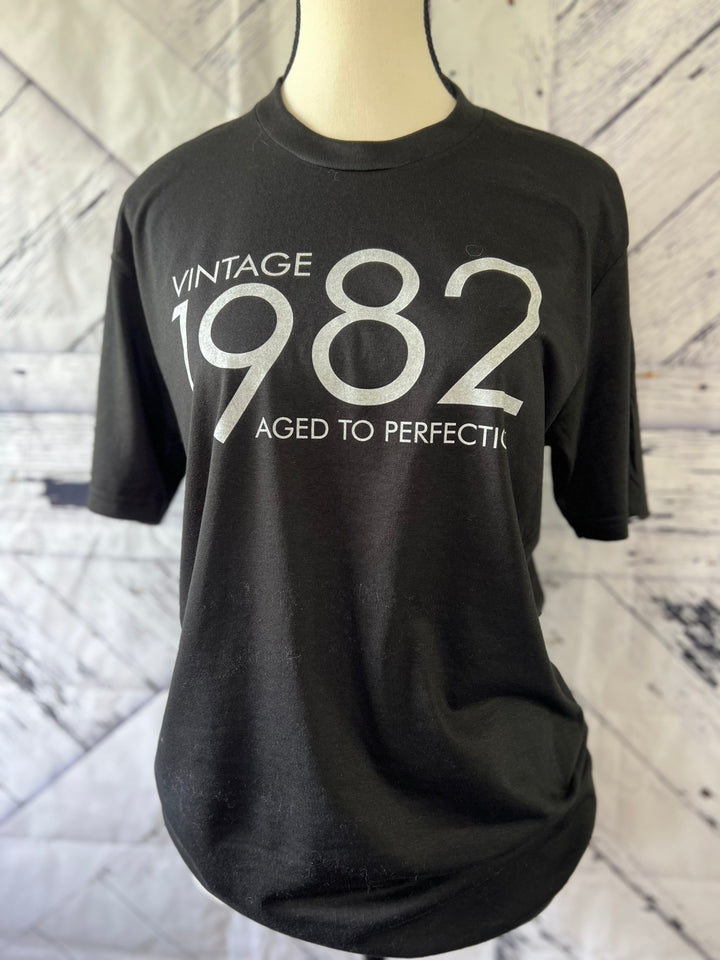 VINTAGE
1982
AGED TO PERFECTI